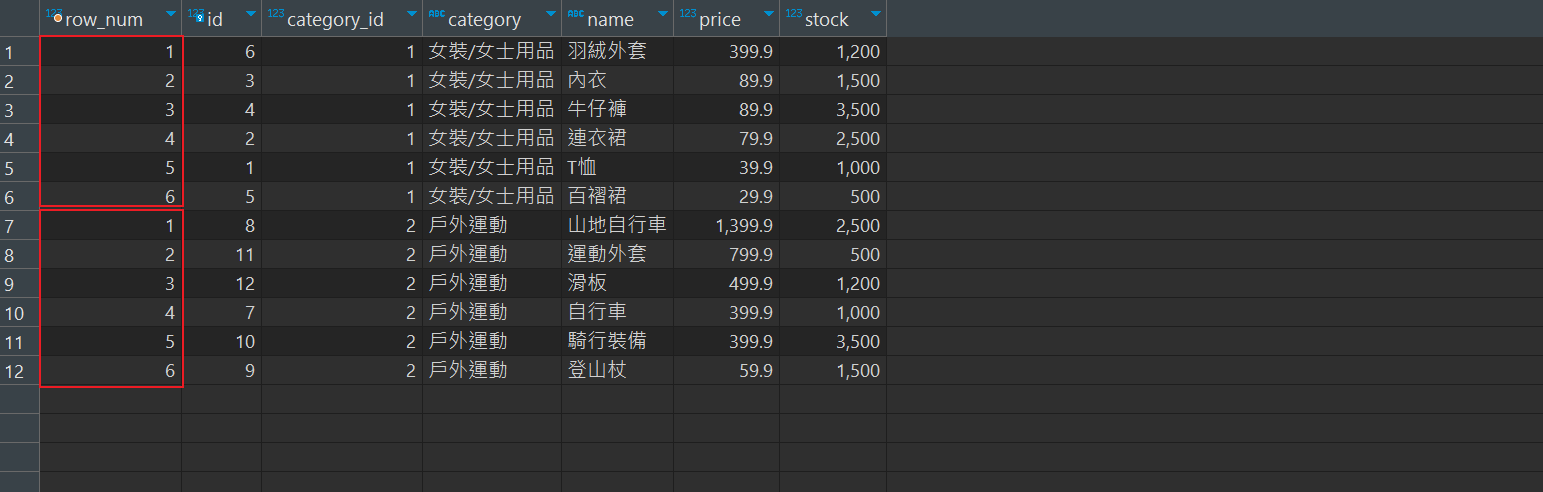 123 row_num 123 id 123 category_id ABC category ABC name 123 price 123 stock
1 1 6 1 女裝/女士用品 羽絨外套 399.9 1,200
2 2 3 1 女裝/女士用品 內衣 89.9 1,500
3 3 4 1 女裝/女士用品 牛仔褲 89.9 3,500
4 4 2 1 女裝/女士用品 連衣裙 79.9 2,500
5 5 1 1 女裝/女士用品 T恤 39.9 1,000
6 6 5 1 女裝/女士用品 百褶裙 29.9 500
7 1 8 2 戶外運動 山地自行車 1,399.9 2,500
8 2 11 2 戶外運動 運動外套 799.9 500
9 3 12 2 戶外運動 滑板 499.9 1,200
10 4 7 2 戶外運動 自行車 399.9 1,000
11 5 10 2 戶外運動 騎行裝備 399.9 3,500
12 6 9 2 戶外運動 登山杖 59.9 1,500